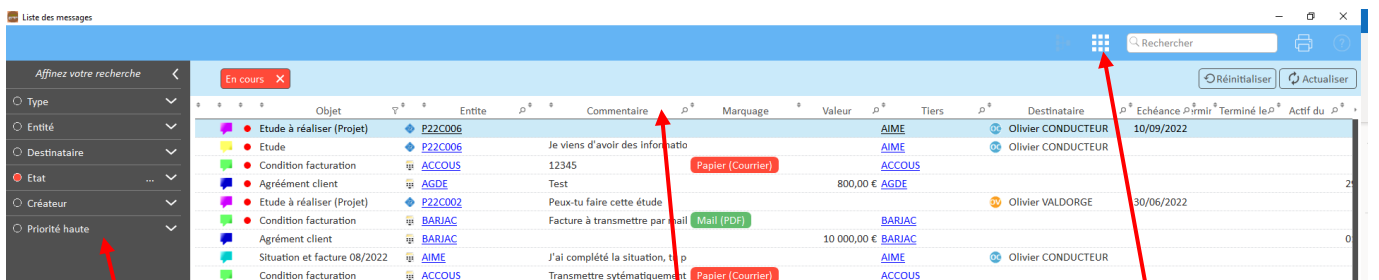 Liste des messages
Rechercher
Affinez votre recherche
En cours
Réinitialiser Actualiser
Type
Objet Entite Commentaire Marquage Valeur Tiers Destinataire Echéance Terminé le Actif du
Entité
Etude à réaliser (Projet) P22C006 AIME OC Olivier CONDUCTEUR 10/09/2022
Destinataire
Etude P22C006 Je viens d'avoir des informatio AIME OC Olivier CONDUCTEUR
Condition facturation ACCOUS 12345 Papier (Courrier) ACCOUS
Etat ...
Agréément client AGDE Test 800,00 € AGDE
Créateur
Etude à réaliser (Projet) P22C002 Peux-tu faire cette étude OV Olivier VALDORGE 30/06/2022
Priorité haute
Condition facturation BARJAC Facture à transmettre par mail Mail (PDF) BARJAC
Agrément client BARJAC 10 000,00 € BARJAC
Situation et facture 08/2022 AIME J'ai complété la situation, p AIME OC Olivier CONDUCTEUR
Condition facturation ACCOUS Transmettre sytématiquement Papier (Courrier) ACCOUS